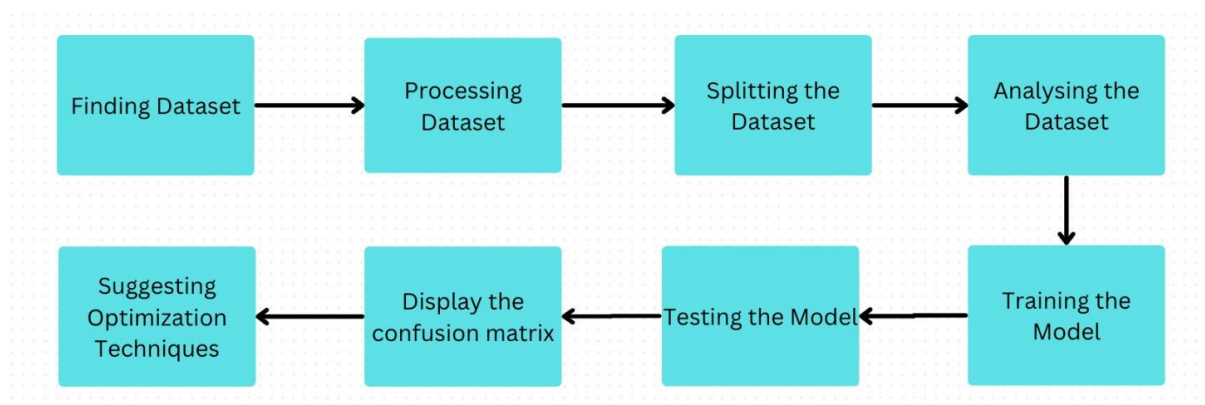 Finding Dataset
Processing
Dataset
Splitting the
Dataset
Analysing the
Dataset
Training the
Model
Testing the Model
Display the
confusion matrix
Suggesting
Optimization
Techniques